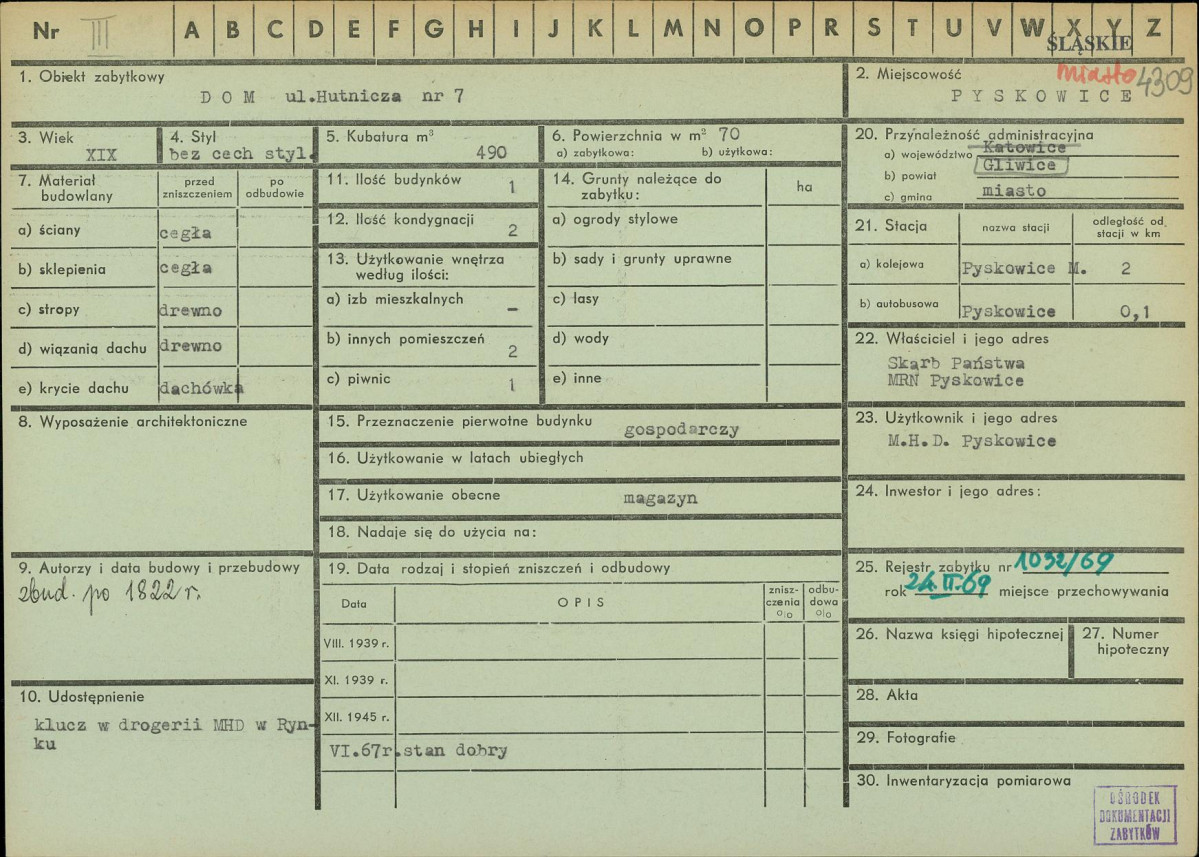 Nr III A B C D E F G H I J K L M N O P R S T U V W X Y Z
ŚLĄSKIE
1. Obiekt zabytkowy
DOM ul.Hutnicza nr 7
2. Miejscowość
miasto 4309
PYSKOWICE
3. Wiek
XIX
4. Styl
bez cech styl.
5. Kubatura m³
490
6. Powierzchnia w m² 70
a) zabytkowa: b) użytkowa:
20. Przynależność administracyjna
a) województwo Katowice
Gliwice
b) powiat
c) gmina miasto
7. Materiał budowlany
przed zniszczeniem
po odbudowie
a) ściany cegła
b) sklepienia cegła
c) stropy drewno
d) wiązania dachu drewno
e) krycie dachu dachówka
11. Ilość budynków 1
12. Ilość kondygnacji 2
13. Użytkowanie wnętrza
według ilości:
a) izb mieszkalnych –
b) innych pomieszczeń 2
c) piwnic 1
14. Grunty należące do
zabytku:
ha
a) ogrody stylowe
b) sady i grunty uprawne
c) lasy
d) wody
e) inne
21. Stacja
nazwa stacji
odległość od stacji w km
a) kolejowa Pyskowice M. 2
b) autobusowa Pyskowice 0,1
22. Właściciel i jego adres
Skarb Państwa
MRN Pyskowice
8. Wyposażenie architektoniczne
15. Przeznaczenie pierwotne budynku gospodarczy
16. Użytkowanie w latach ubiegłych
17. Użytkowanie obecne magazyn
18. Nadaje się do użycia na:
23. Użytkownik i jego adres
M.H.D. Pyskowice
24. Inwestor i jego adres:
9. Autorzy i data budowy i przebudowy
zbud. po 1822 r.
19. Data rodzaj i stopień zniszczeń i odbudowy
Data
OPIS
znisz-
czenia
o|o
odbu-
dowa
o|o
VIII. 1939 r.
XI. 1939 r.
XII. 1945 r.
VI.67r.stan dobry
25. Rejestr zabytku nr 1032/69
rok 24.II.69 miejsce przechowywania
26. Nazwa księgi hipotecznej
27. Numer
hipoteczny
10. Udostępnienie
klucz w drogerii MHD w Ryn-
ku
28. Akta
29. Fotografie
30. Inwentaryzacja pomiarowa
OŚRODEK
DOKUMENTACJI
ZABYTKÓW